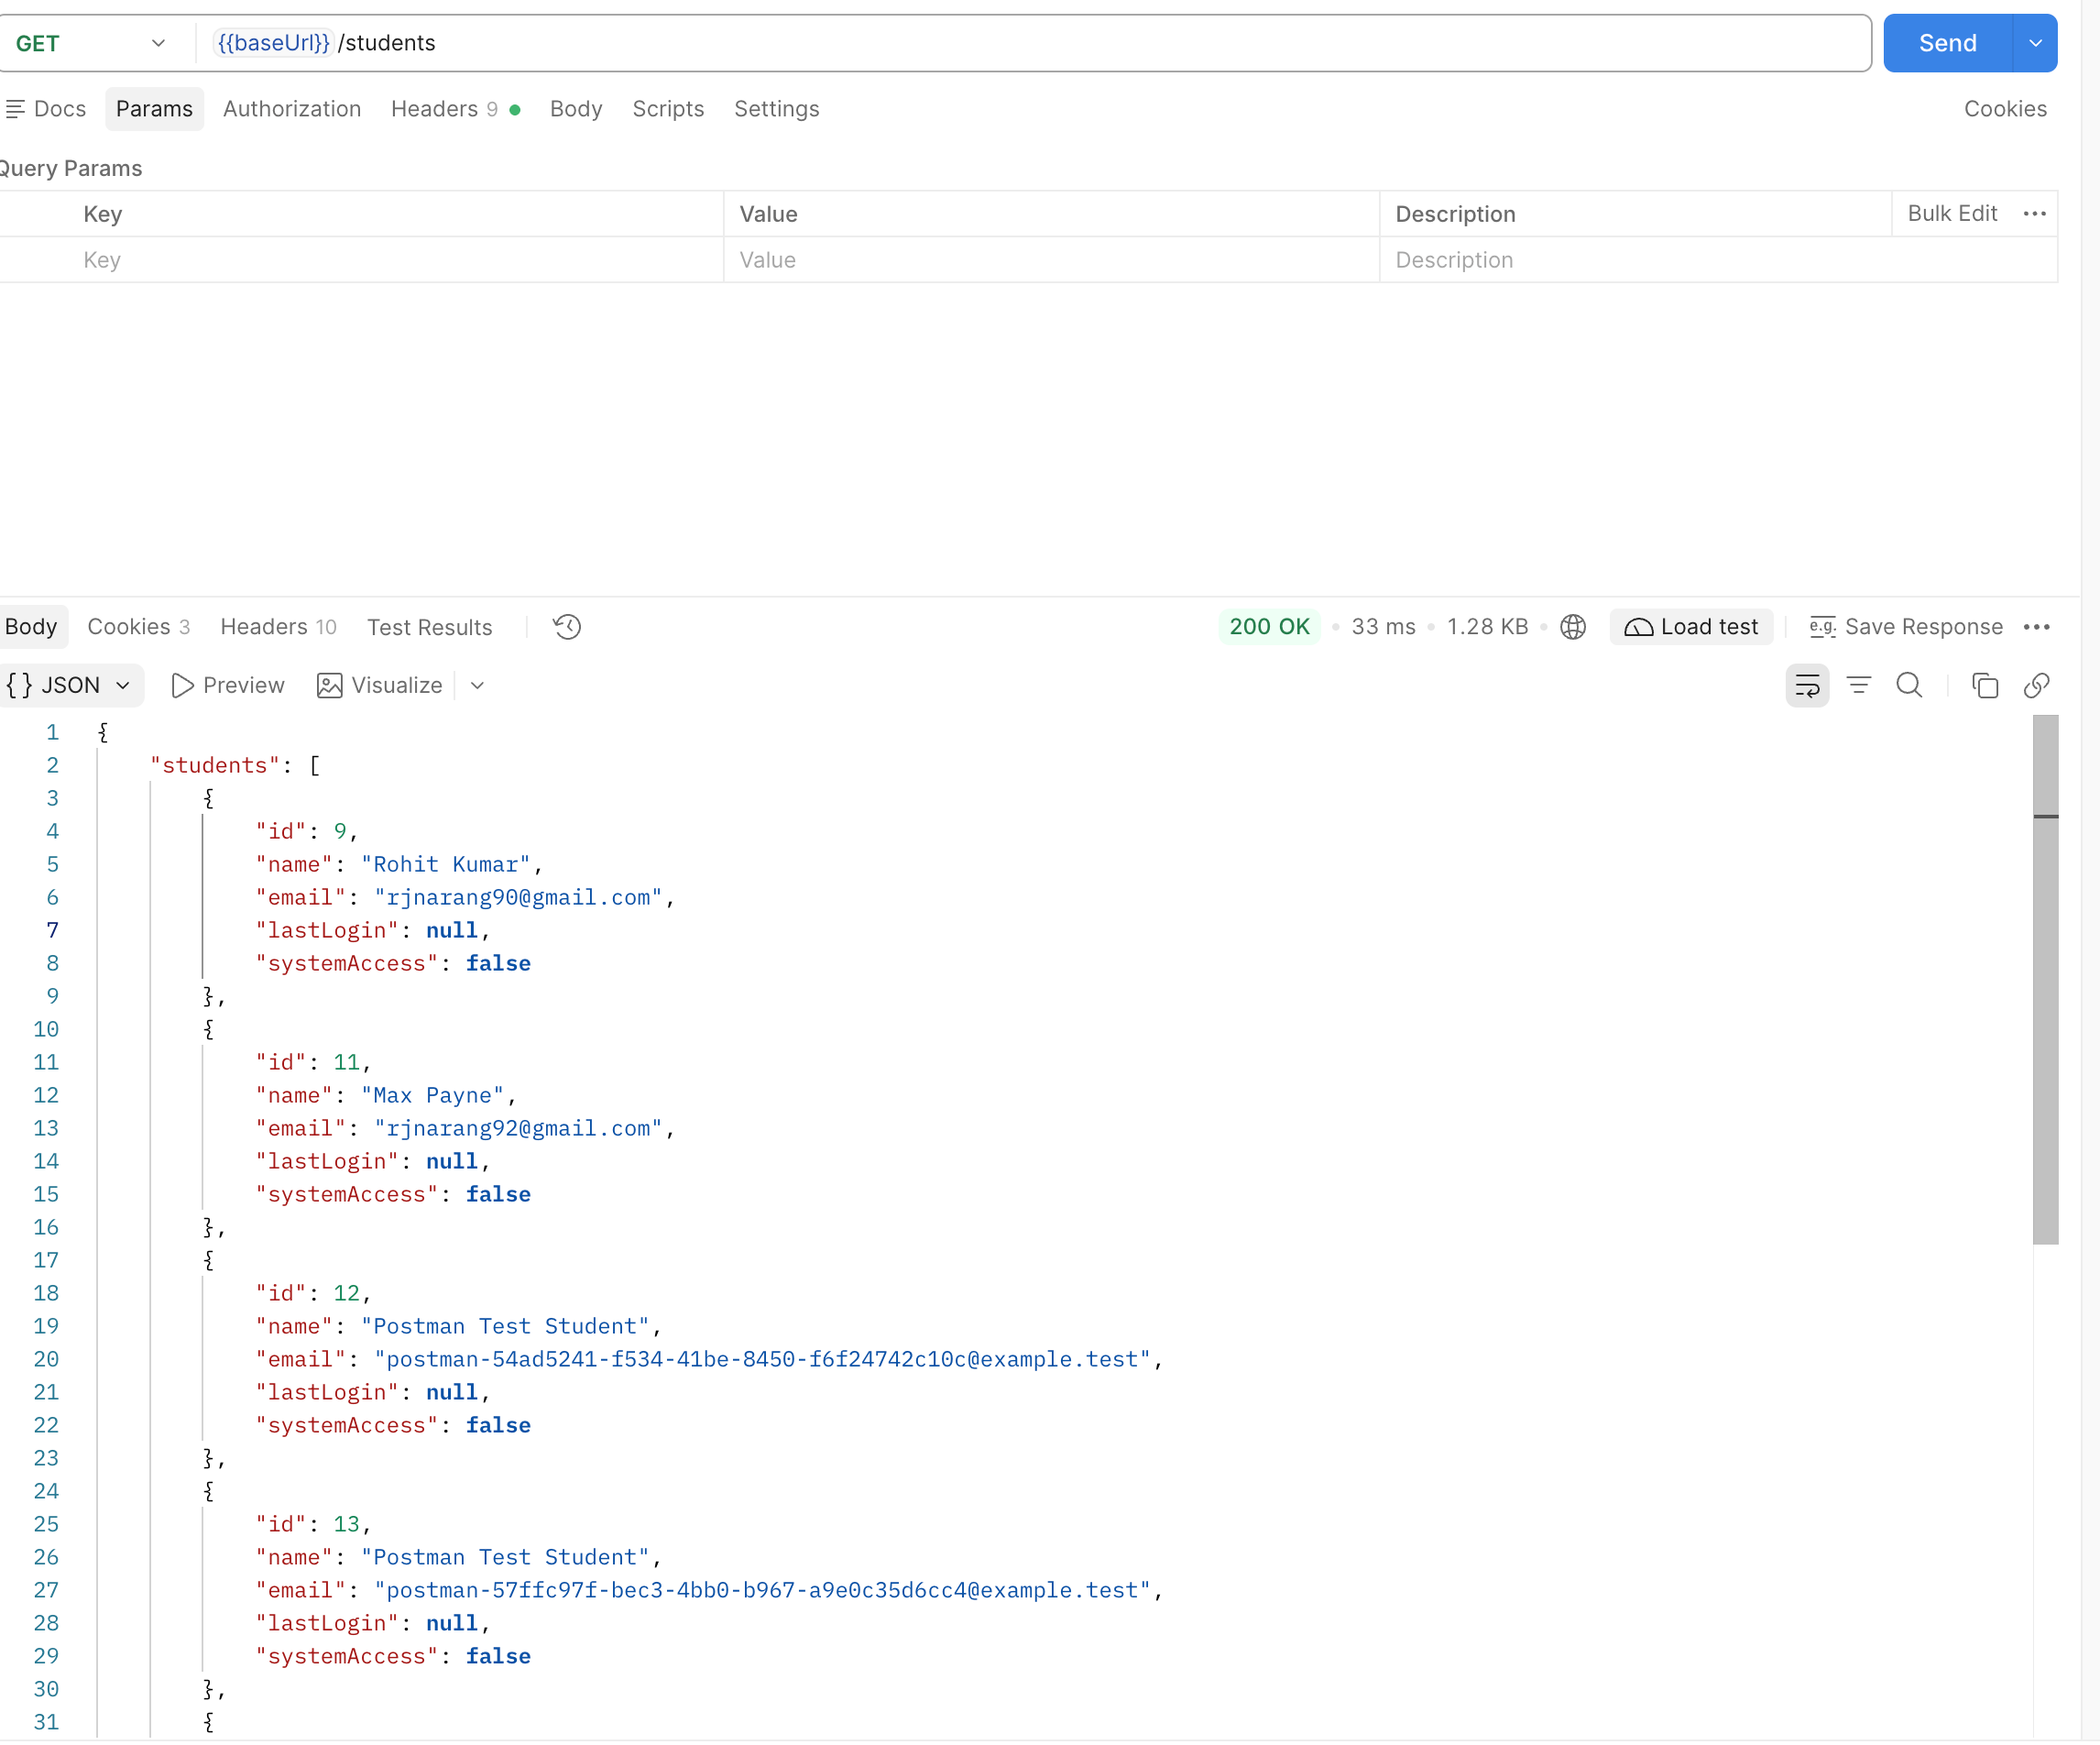 GET {{baseUrl}} /students Send
Docs Params Authorization Headers 9 Body Scripts Settings Cookies
Query Params
Key Value Description Bulk Edit
Key Value Description
Body Cookies 3 Headers 10 Test Results 200 OK 33 ms 1.28 KB Load test e.g. Save Response
{} JSON Preview Visualize
1 {
2 "students": [
3 {
4 "id": 9,
5 "name": "Rohit Kumar",
6 "email": "rjnarang90@gmail.com",
7 "lastLogin": null,
8 "systemAccess": false
9 },
10 {
11 "id": 11,
12 "name": "Max Payne",
13 "email": "rjnarang92@gmail.com",
14 "lastLogin": null,
15 "systemAccess": false
16 },
17 {
18 "id": 12,
19 "name": "Postman Test Student",
20 "email": "postman-54ad5241-f534-41be-8450-f6f24742c10c@example.test",
21 "lastLogin": null,
22 "systemAccess": false
23 },
24 {
25 "id": 13,
26 "name": "Postman Test Student",
27 "email": "postman-57ffc97f-bec3-4bb0-b967-a9e0c35d6cc4@example.test",
28 "lastLogin": null,
29 "systemAccess": false
30 },
31 {